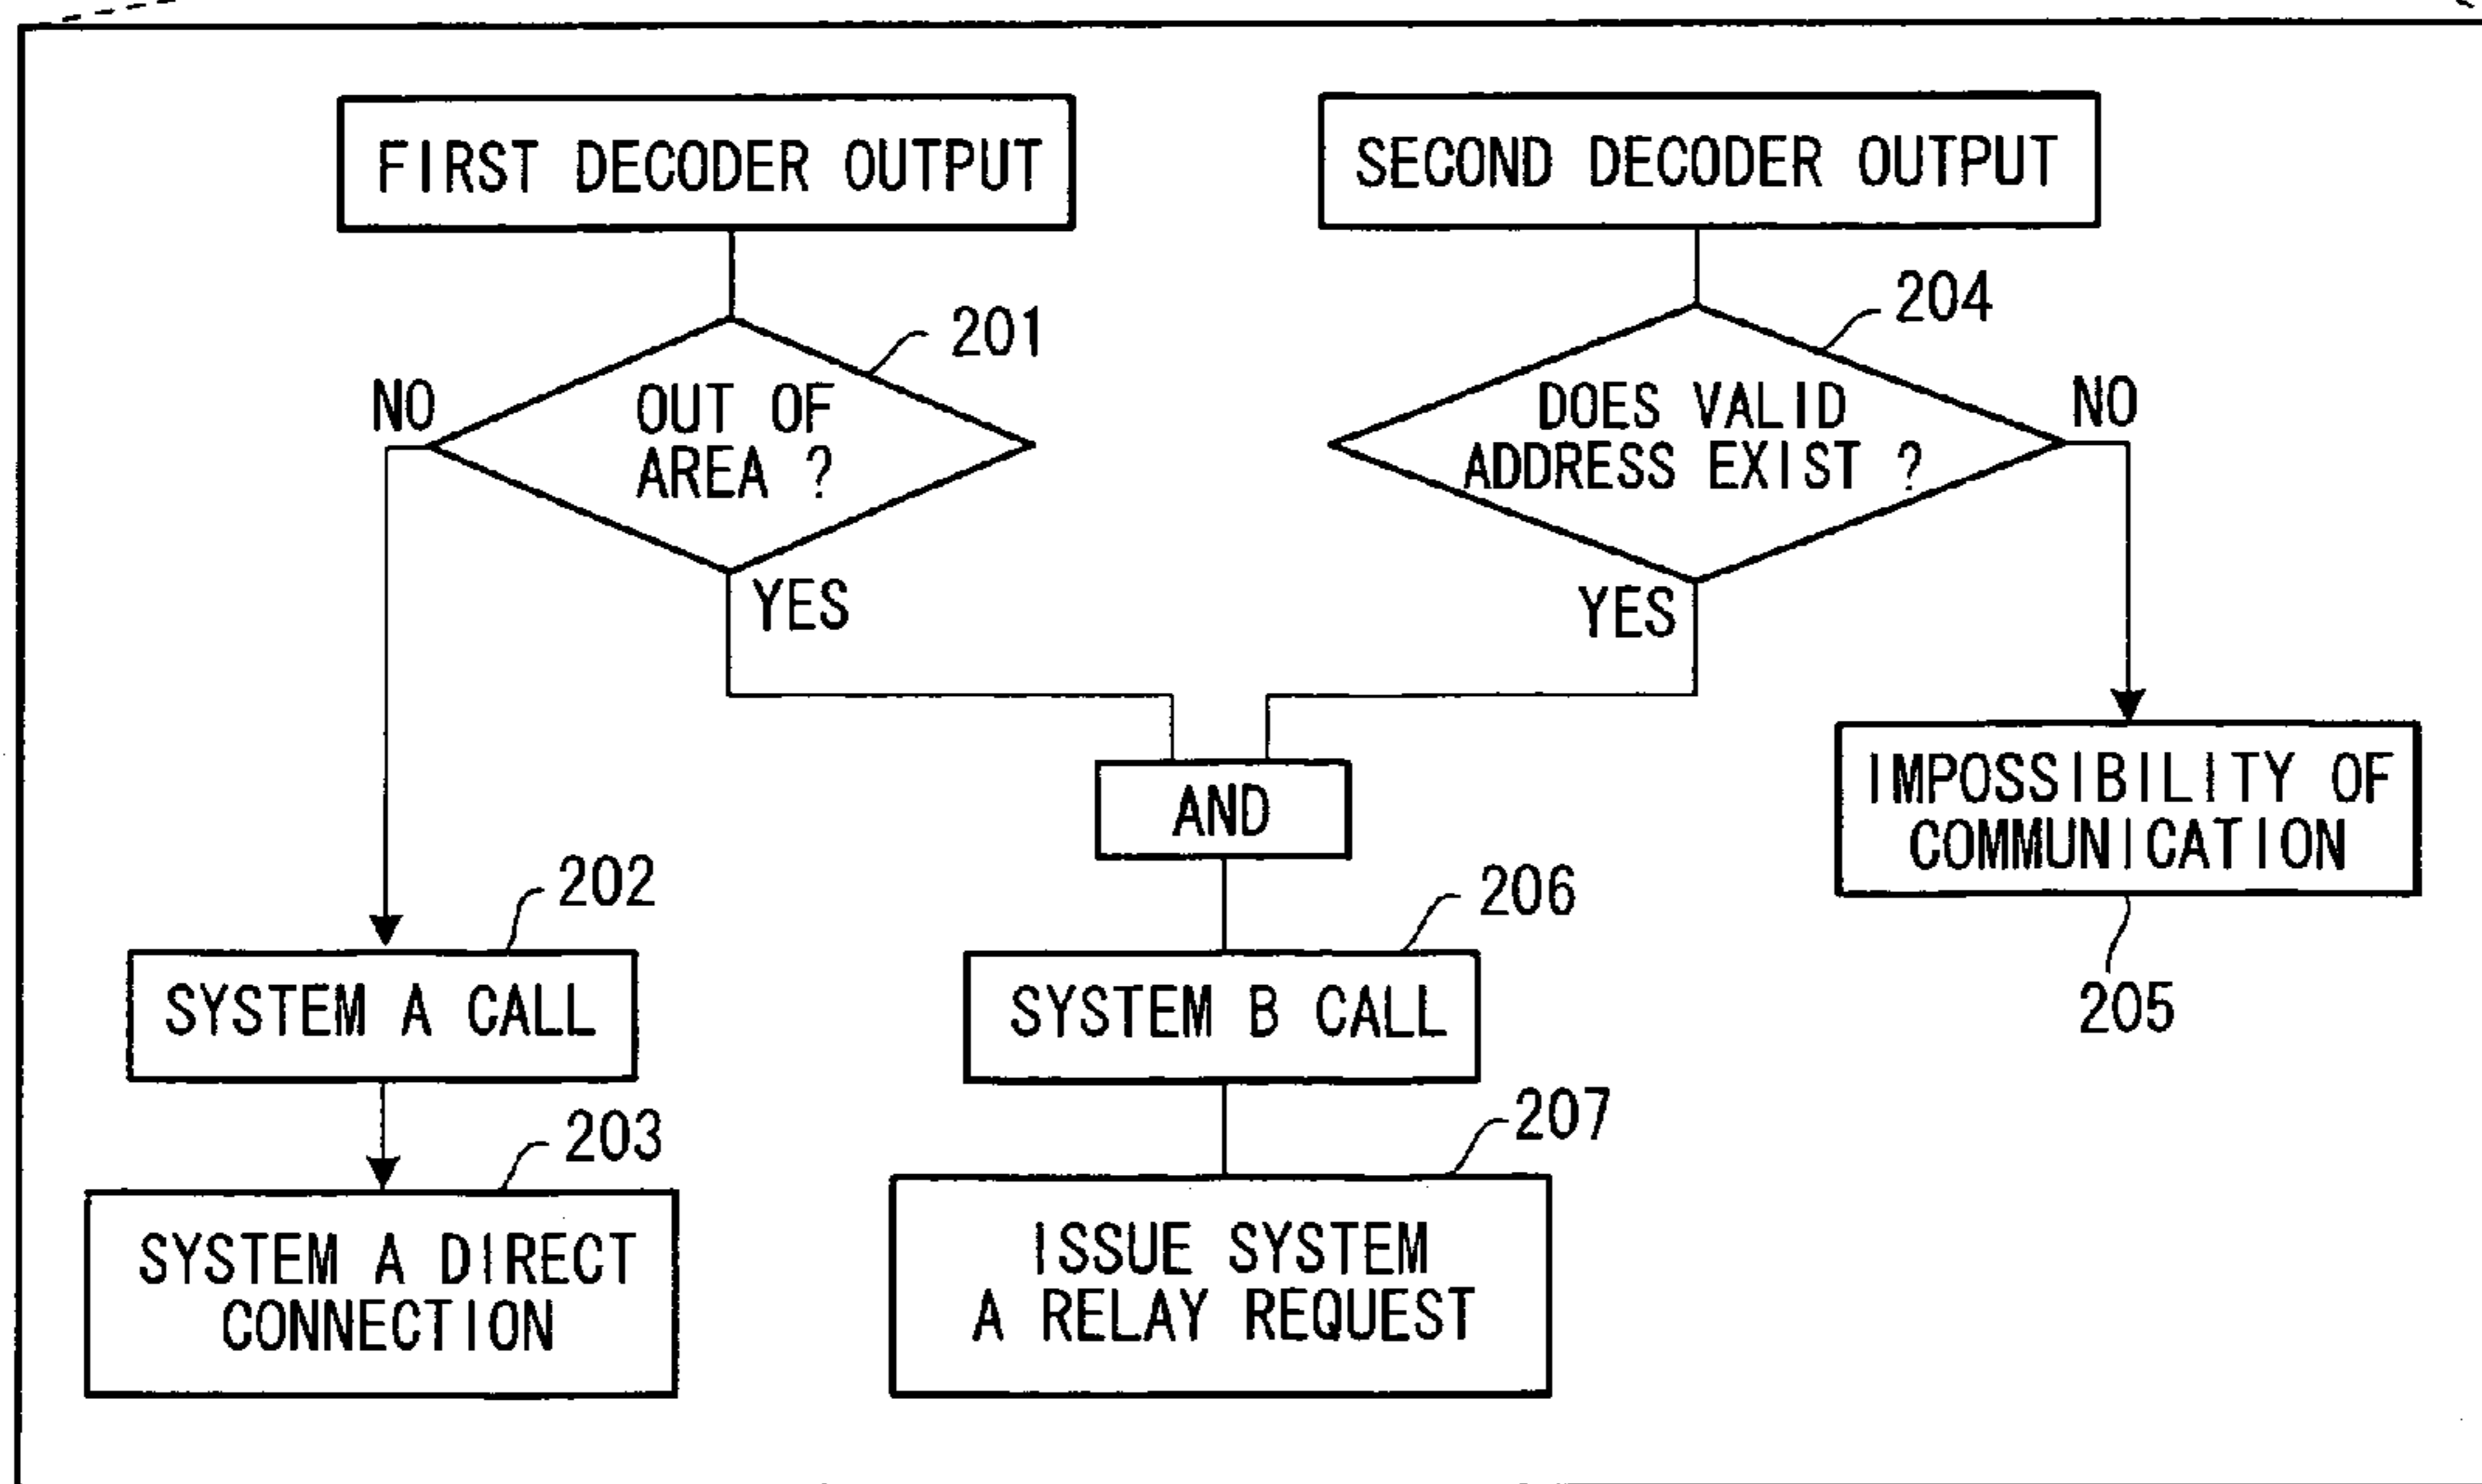 FIRST DECODER OUTPUT
SECOND DECODER OUTPUT
201
204
NO
OUT OF
AREA ?
DOES VALID
ADDRESS EXIST ?
NO
YES
YES
AND
IMPOSSIBILITY OF
COMMUNICATION
202
206
205
SYSTEM A CALL
SYSTEM B CALL
203
207
SYSTEM A DIRECT
CONNECTION
ISSUE SYSTEM
A RELAY REQUEST